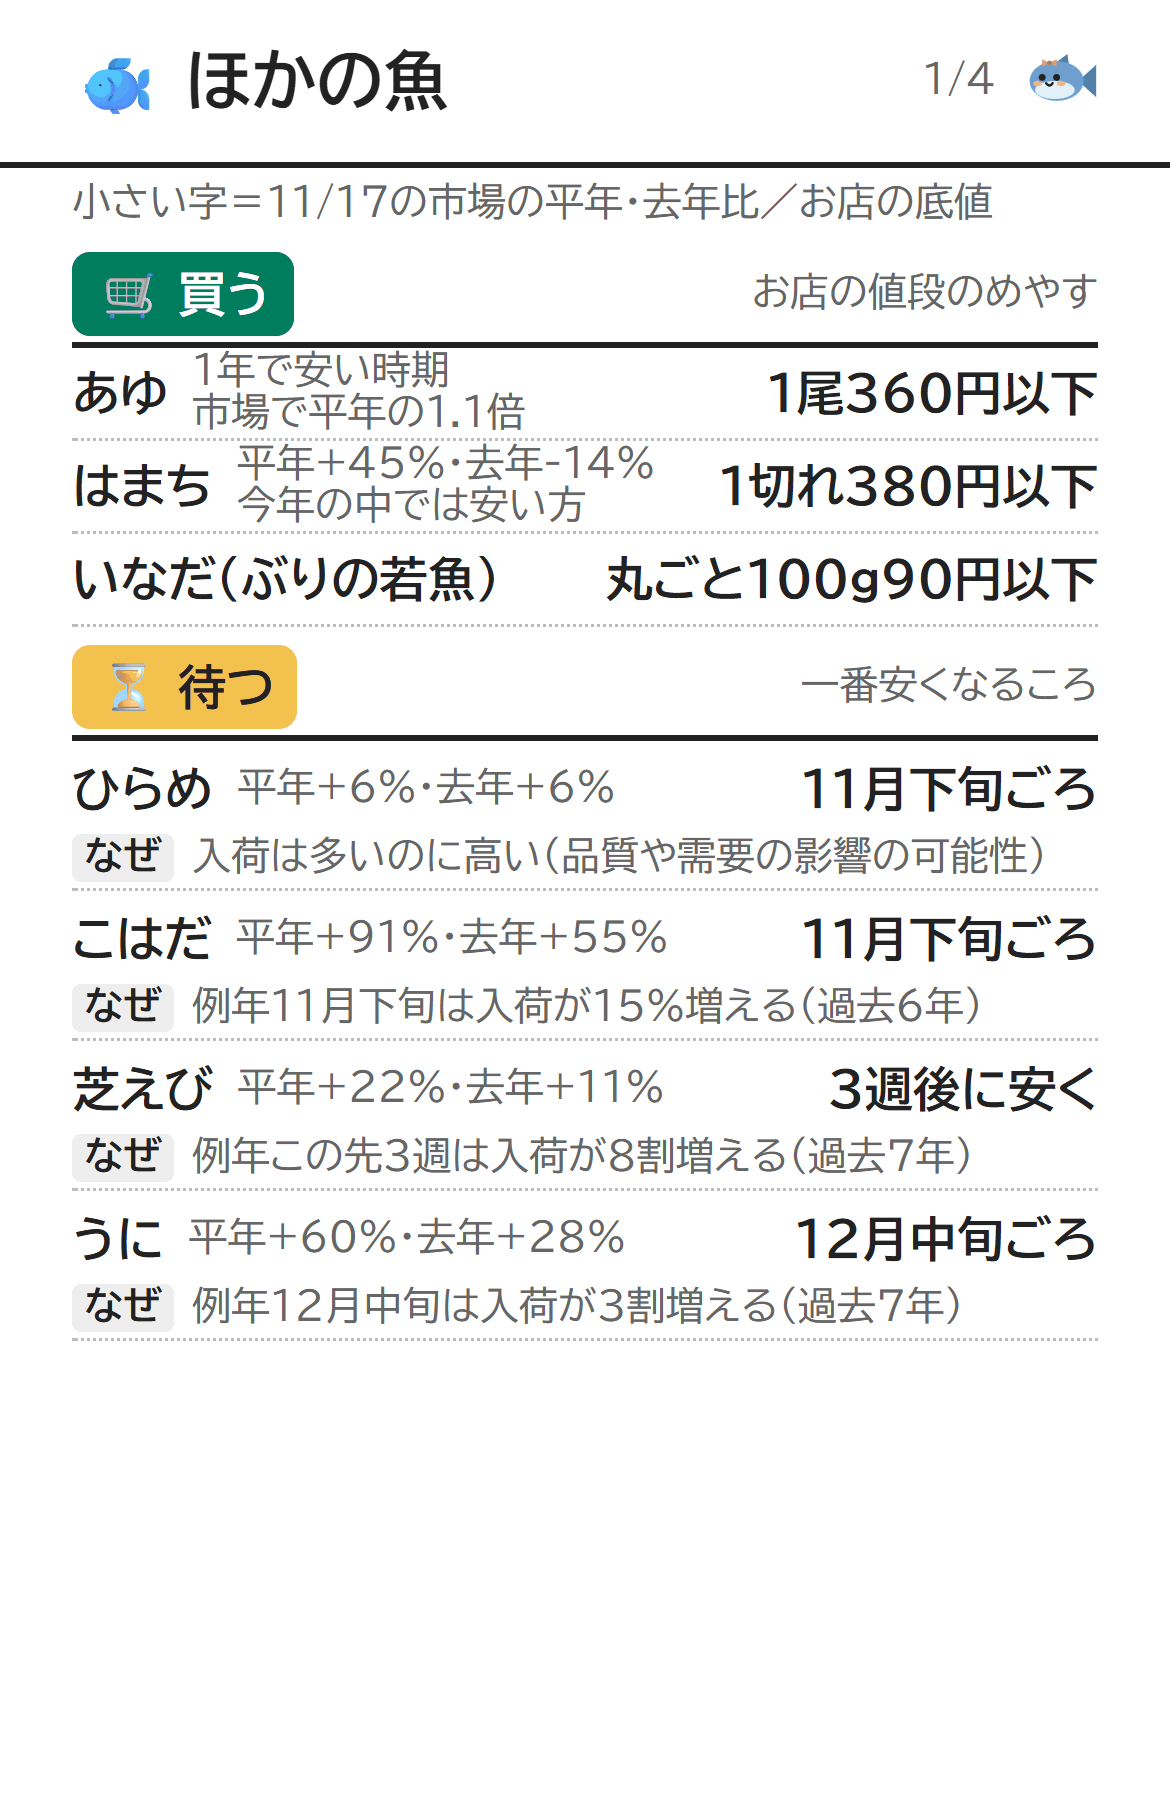 ほかの魚
1/4
小さい字=11/17の市場の平年・去年比／お店の底値
買う
お店の値段のめやす
あゆ 1年で安い時期 市場で平年の1.1倍 1尾360円以下
はまち 平年+45%・去年-14% 今年の中では安い方 1切れ380円以下
いなだ(ぶりの若魚) 丸ごと100g90円以下
待つ
一番安くなるころ
ひらめ 平年+6%・去年+6% 11月下旬ごろ
なぜ 入荷は多いのに高い(品質や需要の影響の可能性)
こはだ 平年+91%・去年+55% 11月下旬ごろ
なぜ 例年11月下旬は入荷が15%増える(過去6年)
芝えび 平年+22%・去年+11% 3週後に安く
なぜ 例年この先3週は入荷が8割増える(過去7年)
うに 平年+60%・去年+28% 12月中旬ごろ
なぜ 例年12月中旬は入荷が3割増える(過去7年)